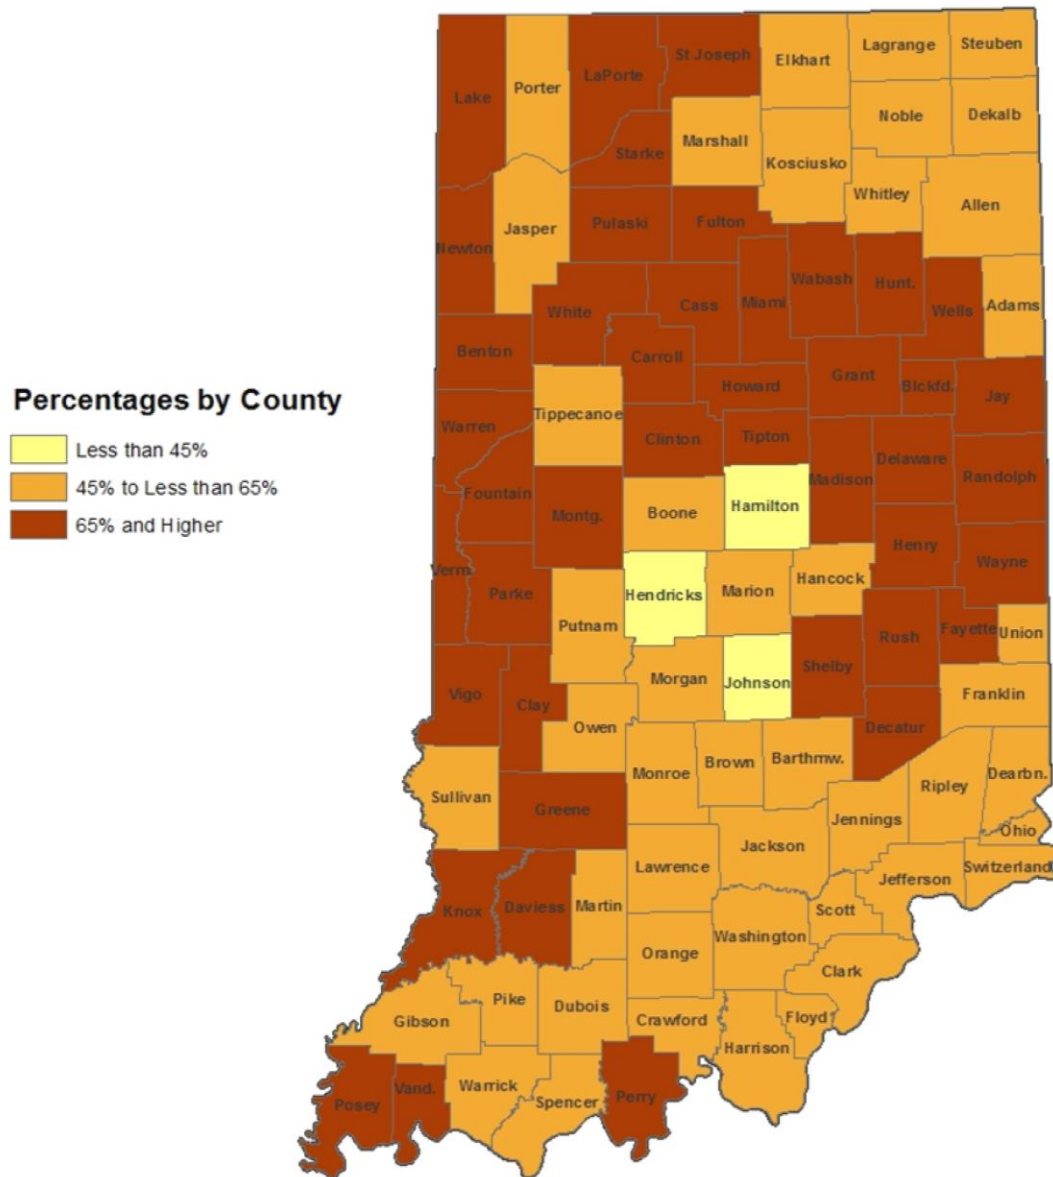 Steuben
Lagrange
St Joseph
Elkhart
LaPorte
Porter
Lake
Noble
Dekalb
Marshall
Starke
Kosciusko
Whitley
Allen
Jasper
Pulaski
Fulton
Newton
Wabash
Hunt.
Miami
Cass
Wells
Adams
White
Benton
Carroll
Grant
Howard
Blckfd.
Jay
Percentages by County
Less than 45%
45% to Less than 65%
65% and Higher
Tippecanoe
Warren
Clinton
Tipton
Delaware
Madison
Randolph
Fountain
Montg.
Boone
Hamilton
Henry
Wayne
Verm.
Parke
Hendricks
Marion
Hancock
Putnam
Rush
Fayette
Union
Shelby
Morgan
Johnson
Vigo
Clay
Franklin
Owen
Decatur
Monroe
Brown
Barthmw.
Dearbn.
Ripley
Sullivan
Greene
Jennings
Ohio
Jackson
Lawrence
Jefferson
Switzerland
Knox
Daviess
Martin
Scott
Washington
Orange
Clark
Pike
Dubois
Gibson
Crawford
Floyd
Harrison
Posey
Vand.
Warrick
Spencer
Perry